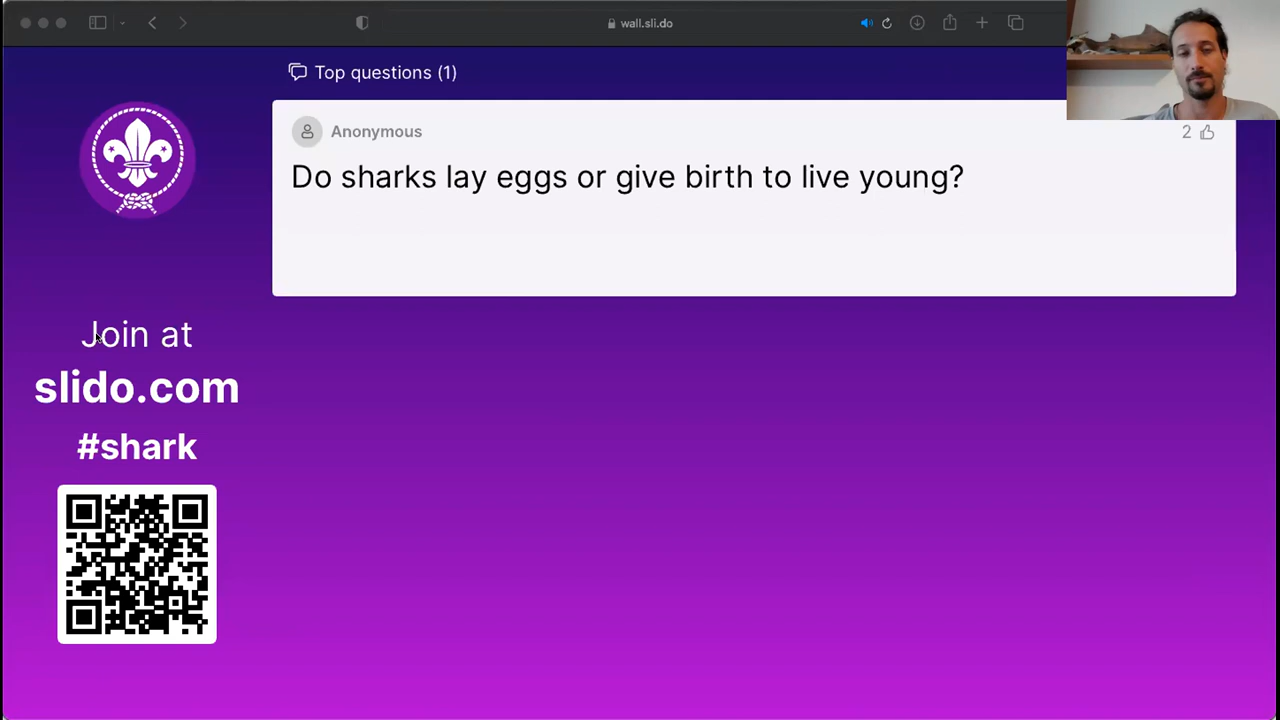 wall.sli.do
Top questions (1)
Anonymous
2
Do sharks lay eggs or give birth to live young?
Join at
slido.com
#shark